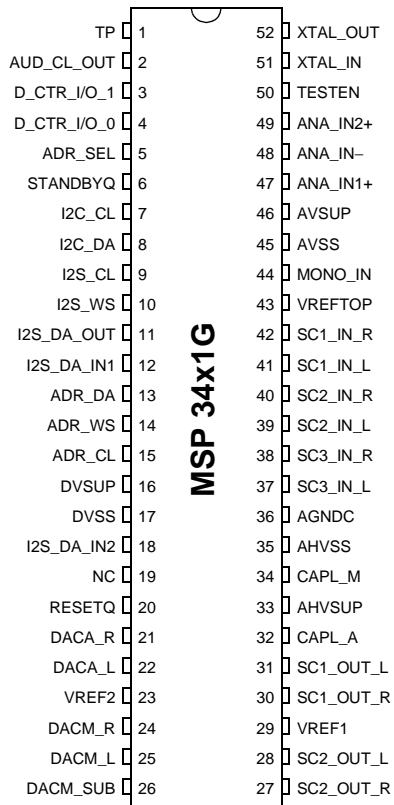 TP 1 52 XTAL_OUT
AUD_CL_OUT 2 51 XTAL_IN
D_CTR_I/O_1 3 50 TESTEN
D_CTR_I/O_0 4 49 ANA_IN2+
ADR_SEL 5 48 ANA_IN−
STANDBYQ 6 47 ANA_IN1+
I2C_CL 7 46 AVSUP
I2C_DA 8 45 AVSS
I2S_CL 9 44 MONO_IN
I2S_WS 10 43 VREFTOP
I2S_DA_OUT 11 42 SC1_IN_R
I2S_DA_IN1 12 41 SC1_IN_L
ADR_DA 13 40 SC2_IN_R
ADR_WS 14 39 SC2_IN_L
ADR_CL 15 38 SC3_IN_R
DVSUP 16 37 SC3_IN_L
DVSS 17 36 AGNDC
I2S_DA_IN2 18 35 AHVSS
NC 19 34 CAPL_M
RESETQ 20 33 AHVSUP
DACA_R 21 32 CAPL_A
DACA_L 22 31 SC1_OUT_L
VREF2 23 30 SC1_OUT_R
DACM_R 24 29 VREF1
DACM_L 25 28 SC2_OUT_L
DACM_SUB 26 27 SC2_OUT_R
MSP 34x1G